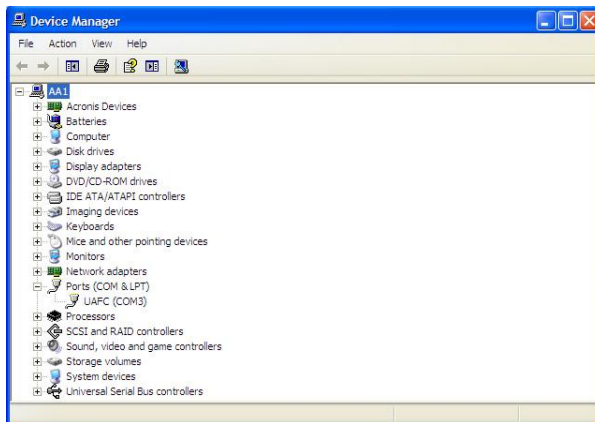 Device Manager
File Action View Help
AA1
Acronis Devices
Batteries
Computer
Disk drives
Display adapters
DVD/CD-ROM drives
IDE ATA/ATAPI controllers
Imaging devices
Keyboards
Mice and other pointing devices
Monitors
Network adapters
Ports (COM & LPT)
UAFC (COM3)
Processors
SCSI and RAID controllers
Sound, video and game controllers
Storage volumes
System devices
Universal Serial Bus controllers